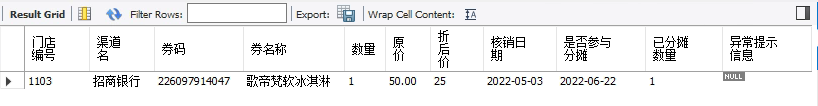 Result Grid Filter Rows: Export: Wrap Cell Content: IA
门店编号 渠道名 券码 券名称 数量 原价 折后价 核销日期 是否参与分摊 已分摊数量 异常提示信息
1103 招商银行 226097914047 歌帝梵软冰淇淋 1 50.00 25 2022-05-03 2022-06-22 1 NULL